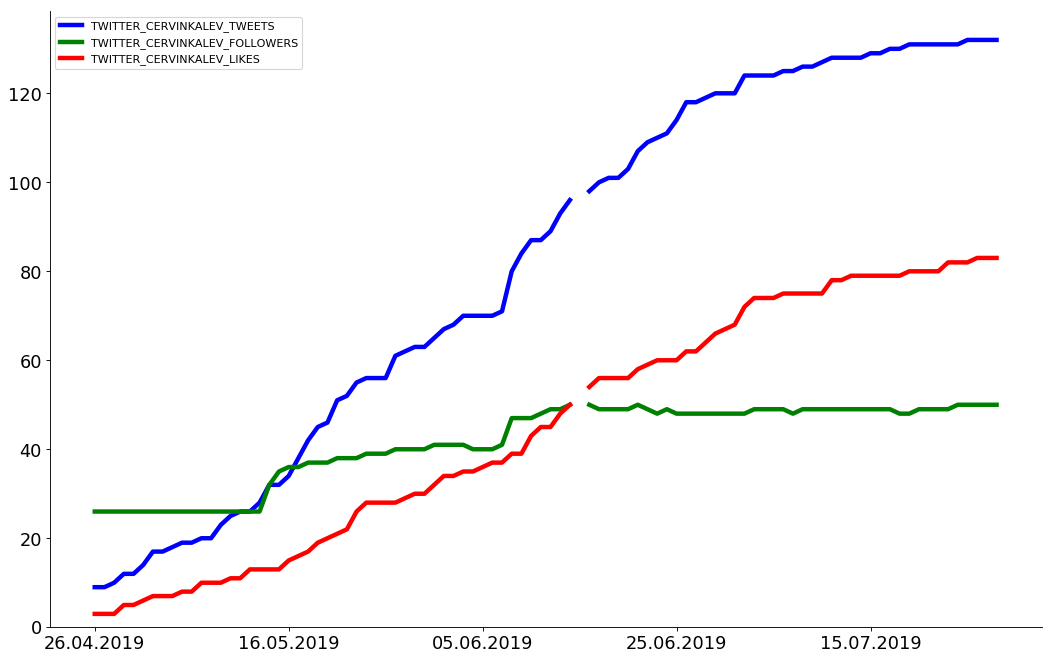 TWITTER_CERVINKALEV_TWEETS
TWITTER_CERVINKALEV_FOLLOWERS
TWITTER_CERVINKALEV_LIKES
120
100
80
60
40
20
0
26.04.2019 16.05.2019 05.06.2019 25.06.2019 15.07.2019